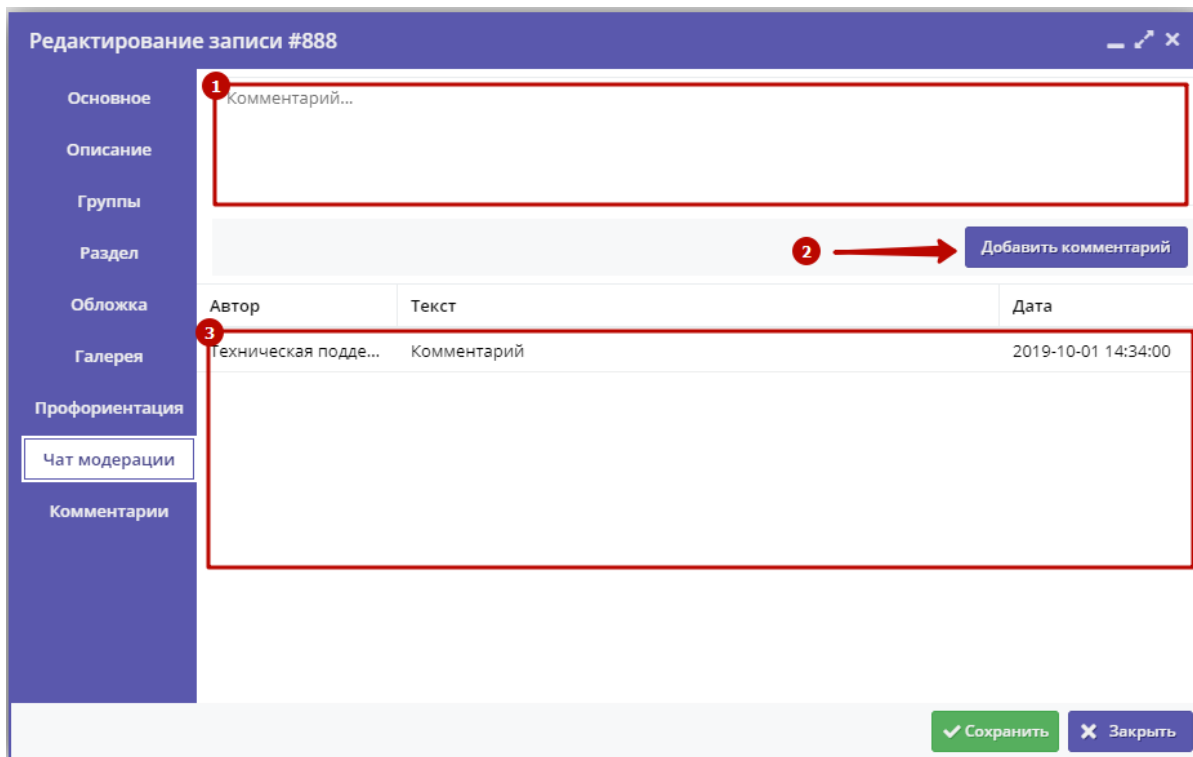 Редактирование записи #888
Основное
Описание
Группы
Раздел
Обложка
Галерея
Профориентация
Чат модерации
Комментарии
1
Комментарий...
2
Добавить комментарий
Автор Текст Дата
3
Техническая подде... Комментарий 2019-10-01 14:34:00
Сохранить Закрыть